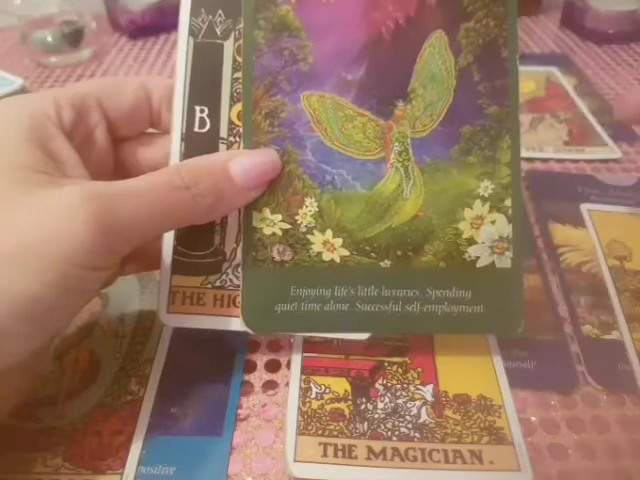 B
THE HIG
Enjoying life's little luxuries. Spending
quiet time alone. Successful self-employment.
THE MAGICIAN.
positive